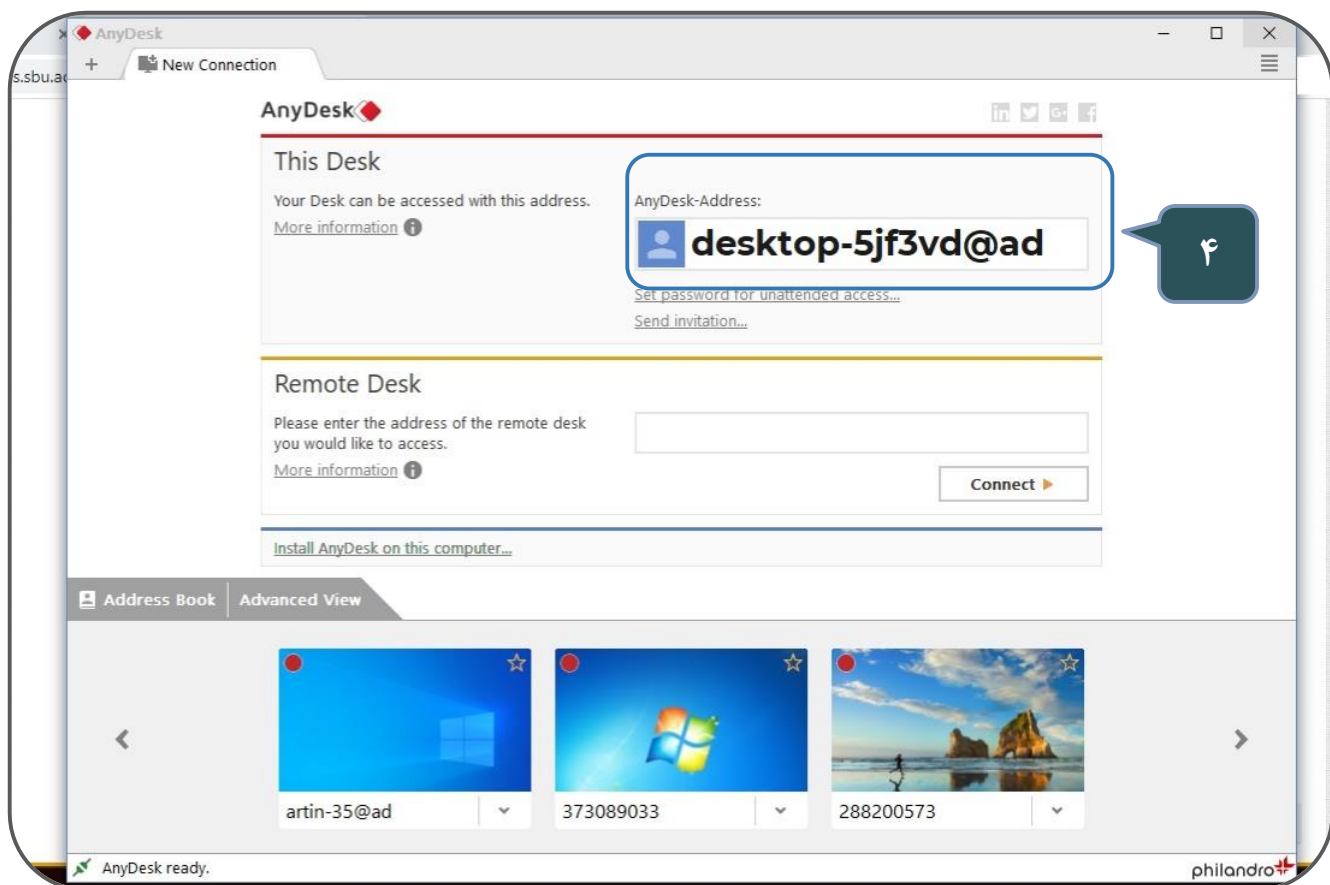 AnyDesk
New Connection
s.sbu.ac
AnyDesk
This Desk
Your Desk can be accessed with this address.
More information
AnyDesk-Address:
desktop-5jf3vd@ad
Set password for unattended access...
Send invitation...
۴
Remote Desk
Please enter the address of the remote desk
you would like to access.
More information
Connect
Install AnyDesk on this computer...
Address Book Advanced View
artin-35@ad 373089033 288200573
AnyDesk ready.
philandro